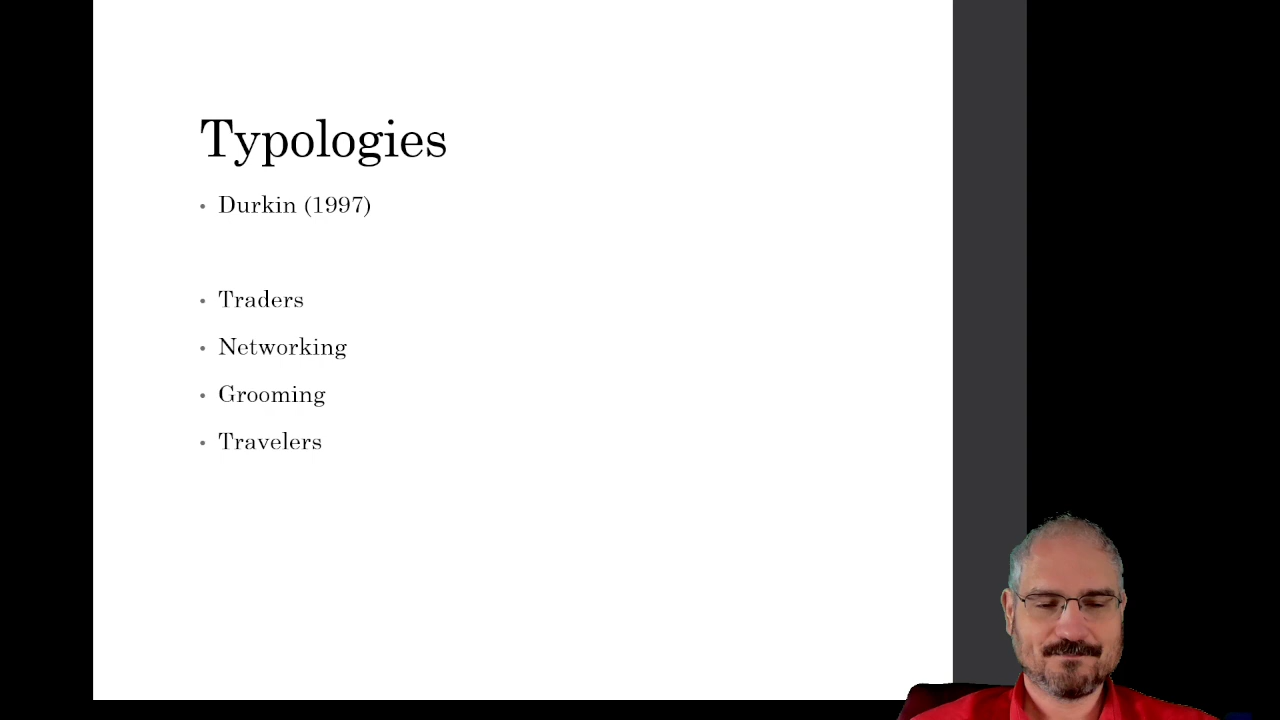 Typologies
• Durkin (1997)
• Traders
• Networking
• Grooming
• Travelers